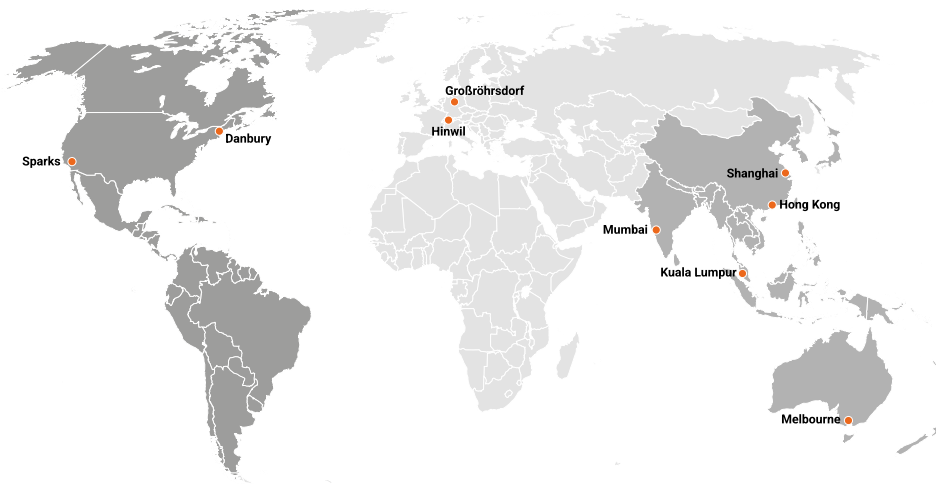 Großröhrsdorf
Hinwil
Danbury
Sparks
Shanghai
Hong Kong
Mumbai
Kuala Lumpur
Melbourne